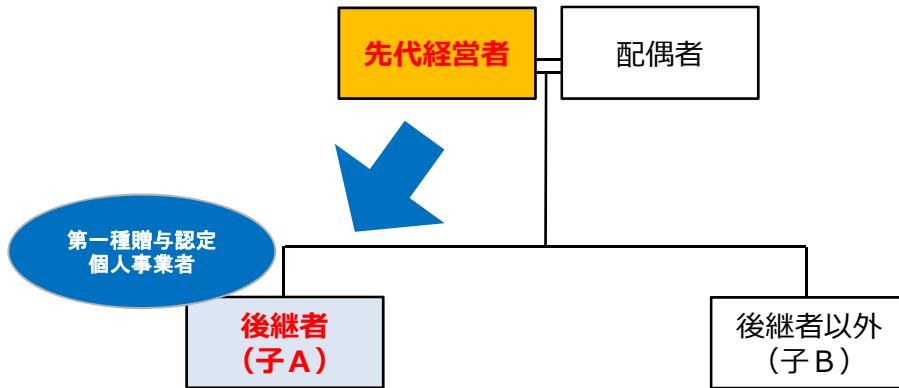 先代経営者
配偶者
第一種贈与認定
個人事業者
後継者
（子Ａ）
後継者以外
（子Ｂ）